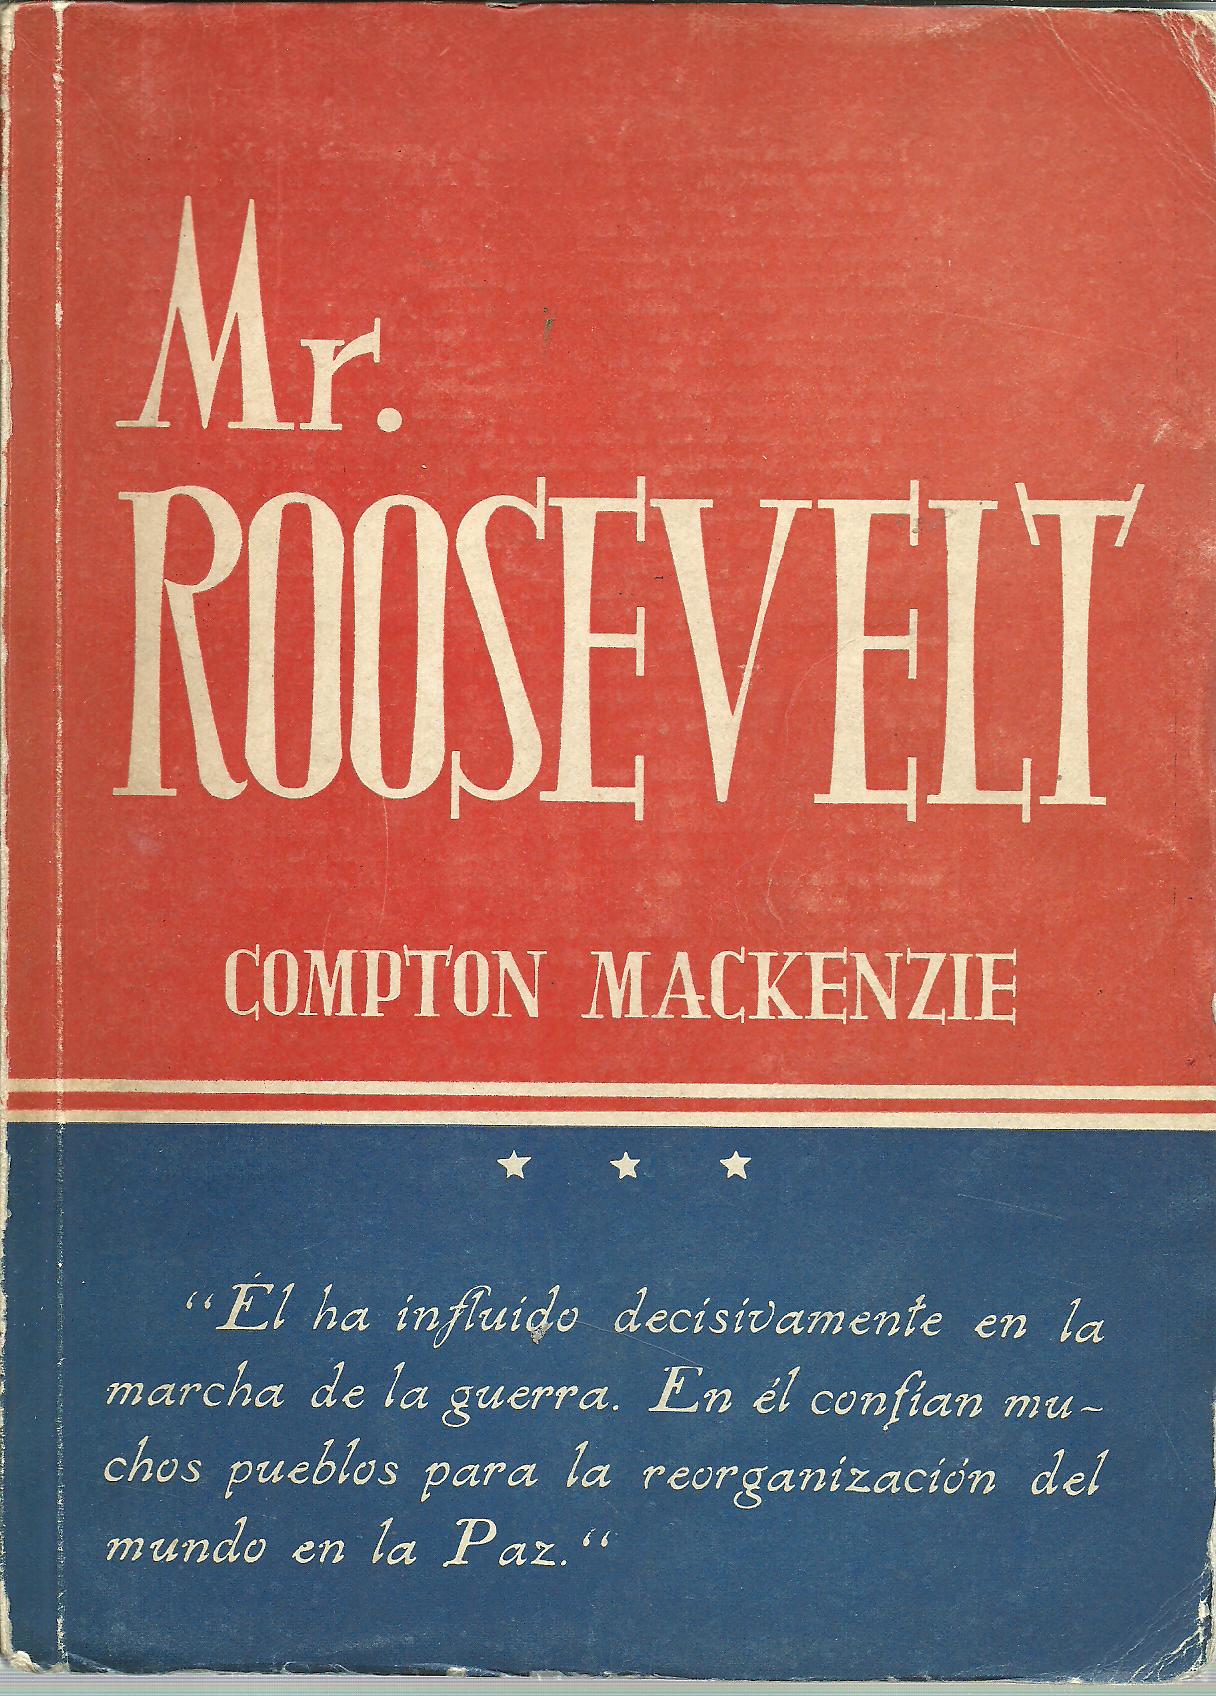 Mr.
ROOSEVELT
COMPTON MACKENZIE
“Él ha influido decisivamente en la
marcha de la guerra. En él confían mu-
chos pueblos para la reorganización del
mundo en la Paz.“